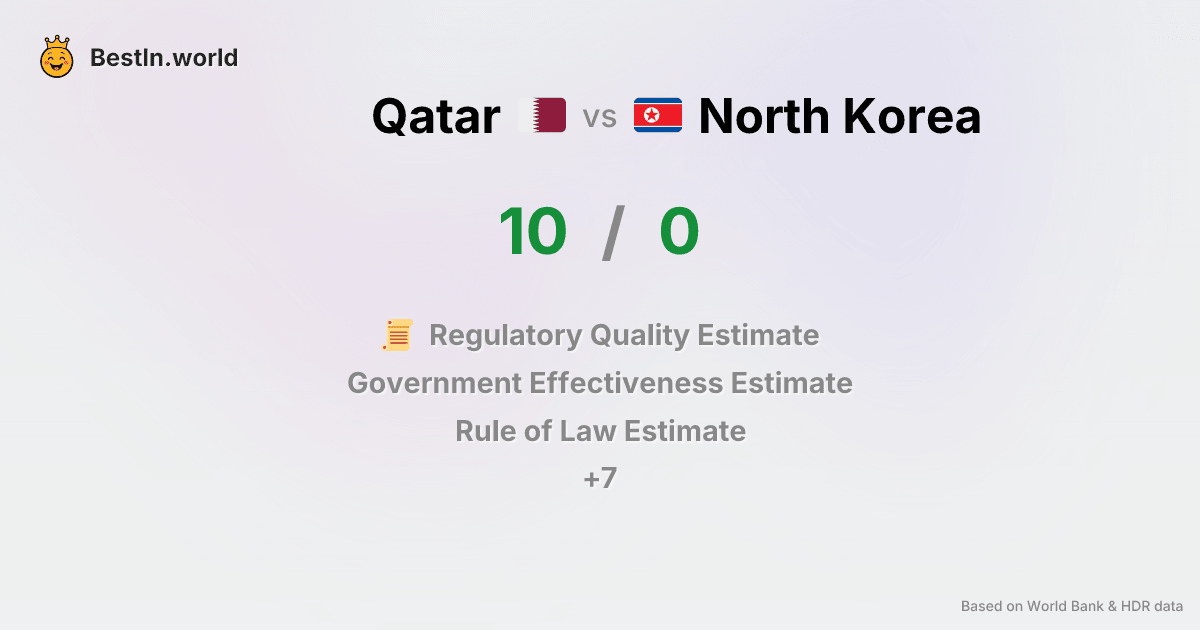 BestIn.world
Qatar vs North Korea
10 / 0
Regulatory Quality Estimate
Government Effectiveness Estimate
Rule of Law Estimate
+7
Based on World Bank & HDR data